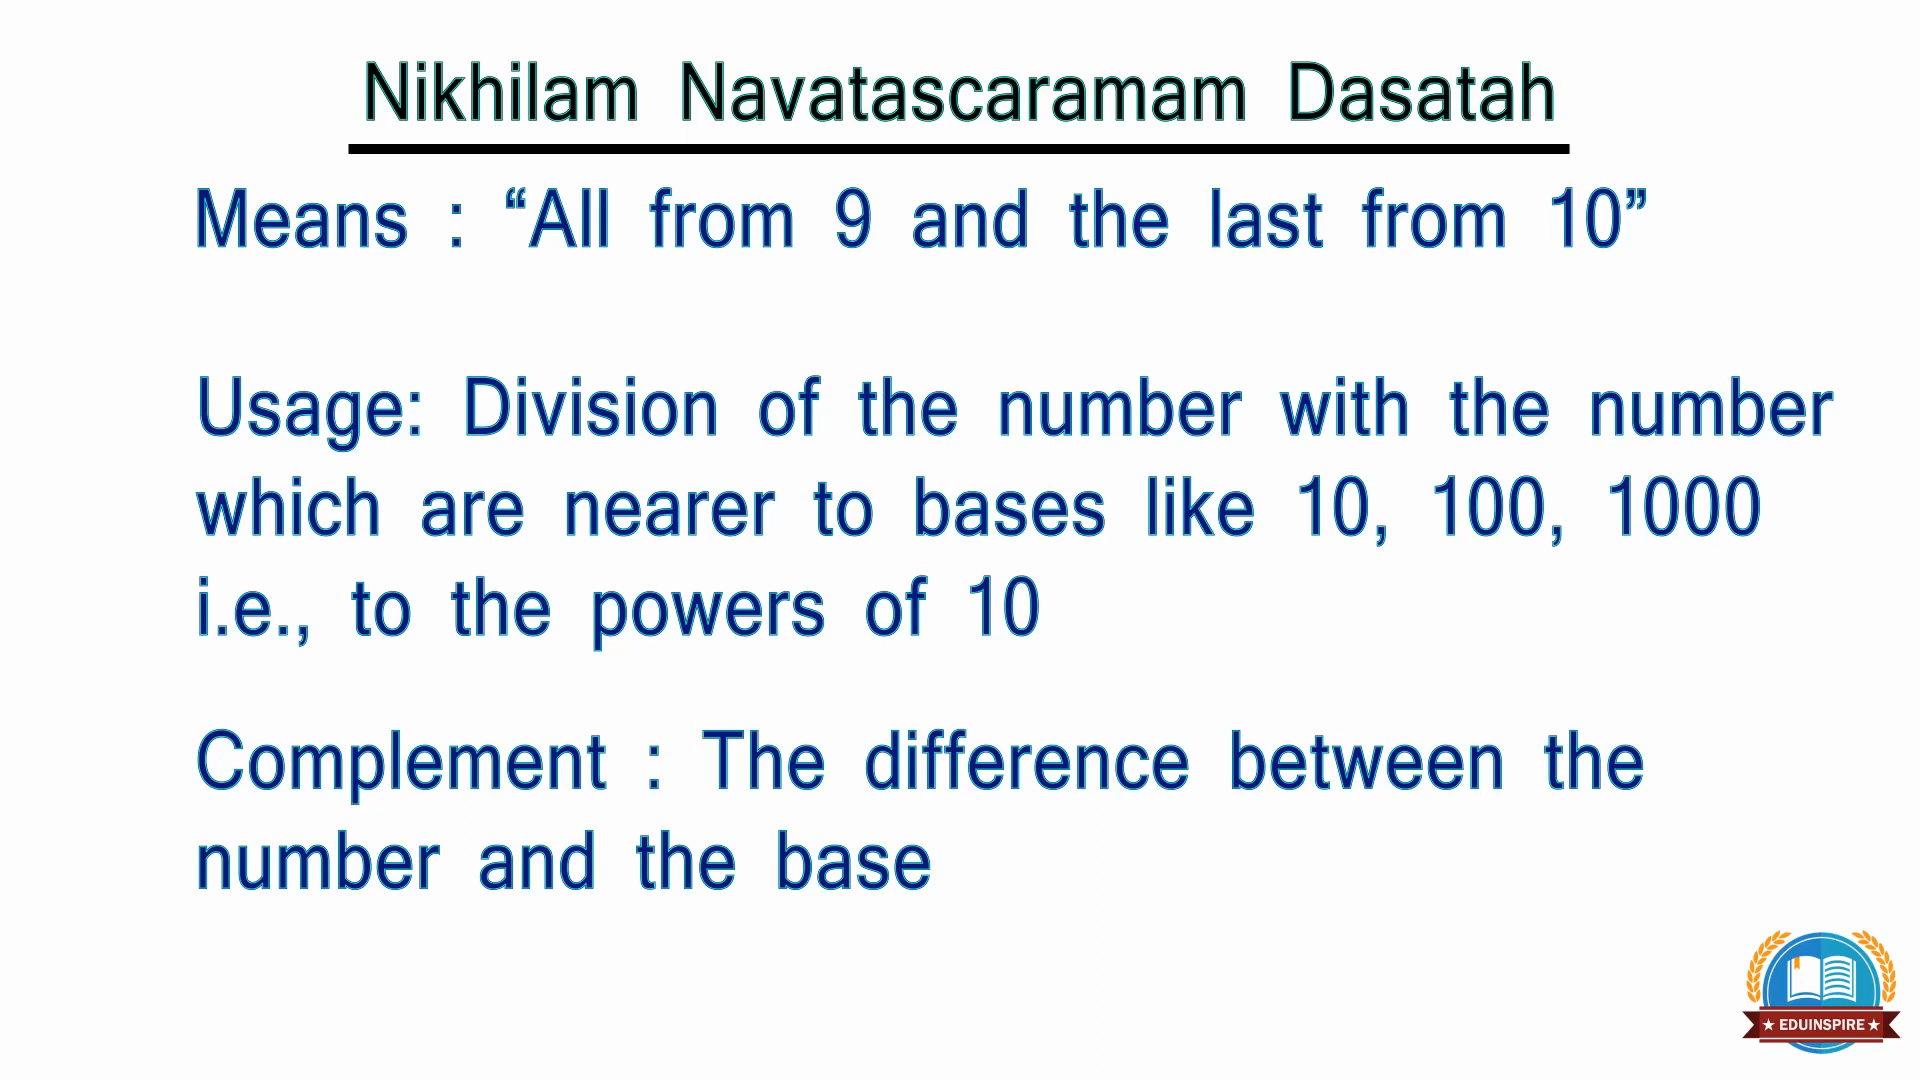 Nikhilam Navatascaramam Dasatah
Means : “All from 9 and the last from 10”
Usage: Division of the number with the number
which are nearer to bases like 10, 100, 1000
i.e., to the powers of 10
Complement : The difference between the
number and the base
★ EDUINSPIRE ★